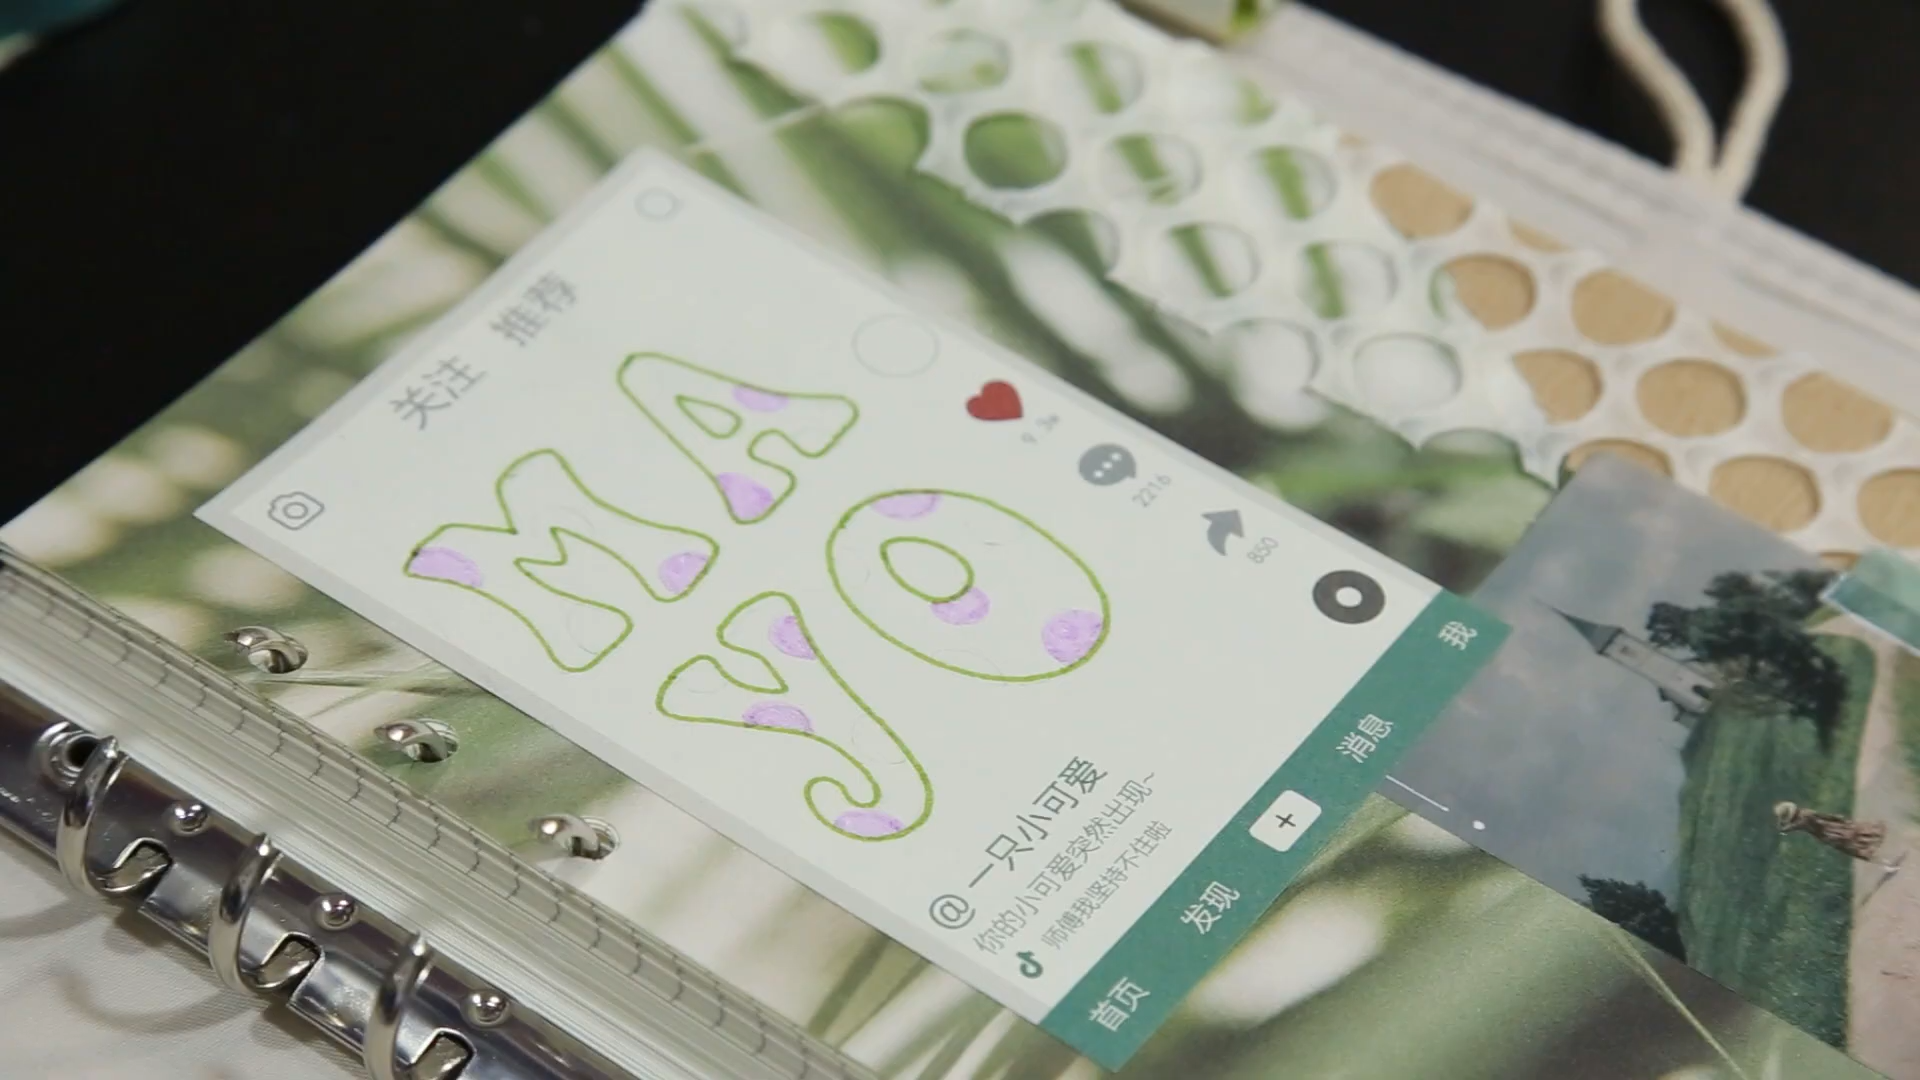 关注 推荐
MA
yo
9.3w
2216
850
@一只小可爱
你的小可爱突然出现~
师傅我坚持不住啦
首页 发现 + 消息 我